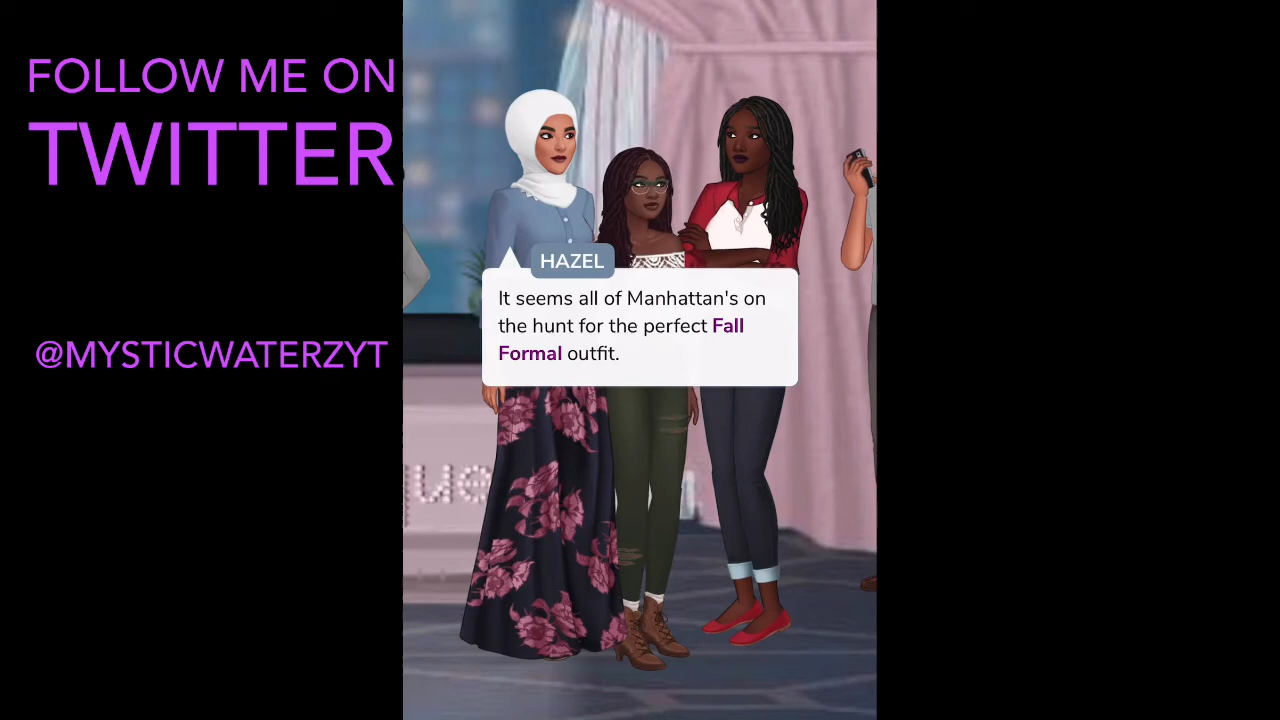 FOLLOW ME ON
TWITTER
@MYSTICWATERZYT
HAZEL
It seems all of Manhattan's on
the hunt for the perfect Fall
Formal outfit.